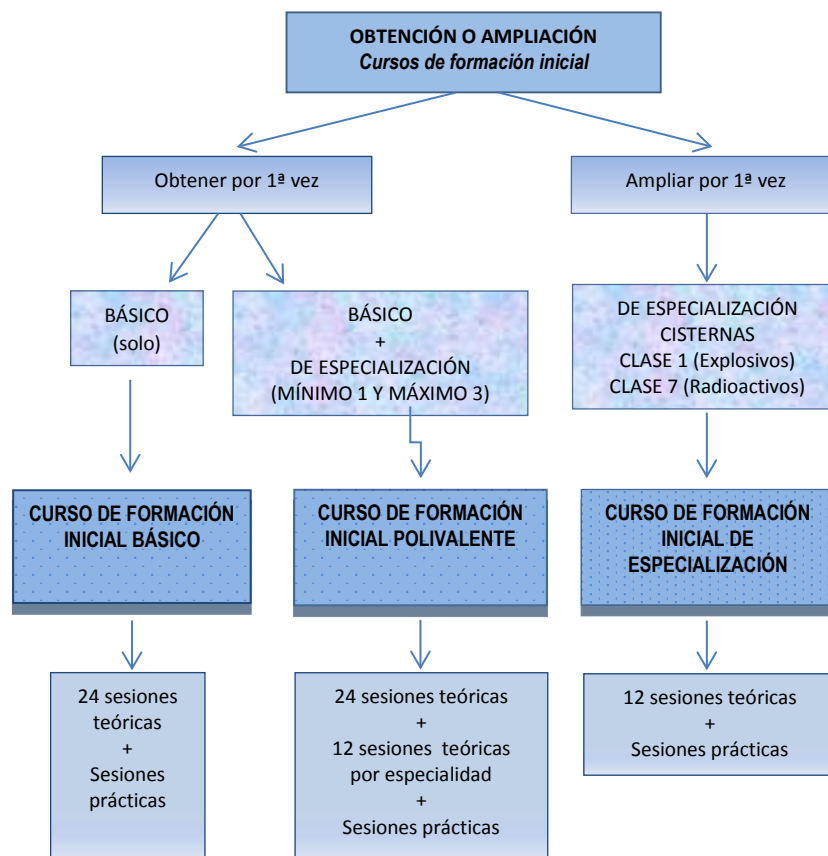 OBTENCIÓN O AMPLIACIÓN
Cursos de formación inicial
Obtener por 1ª vez
Ampliar por 1ª vez
BÁSICO
(solo)
BÁSICO
+
DE ESPECIALIZACIÓN
(MÍNIMO 1 Y MÁXIMO 3)
DE ESPECIALIZACIÓN
CISTERNAS
CLASE 1 (Explosivos)
CLASE 7 (Radioactivos)
CURSO DE FORMACIÓN
INICIAL BÁSICO
CURSO DE FORMACIÓN
INICIAL POLIVALENTE
CURSO DE FORMACIÓN
INICIAL DE
ESPECIALIZACIÓN
24 sesiones
teóricas
+
Sesiones
prácticas
24 sesiones teóricas
+
12 sesiones teóricas
por especialidad
+
Sesiones prácticas
12 sesiones teóricas
+
Sesiones prácticas